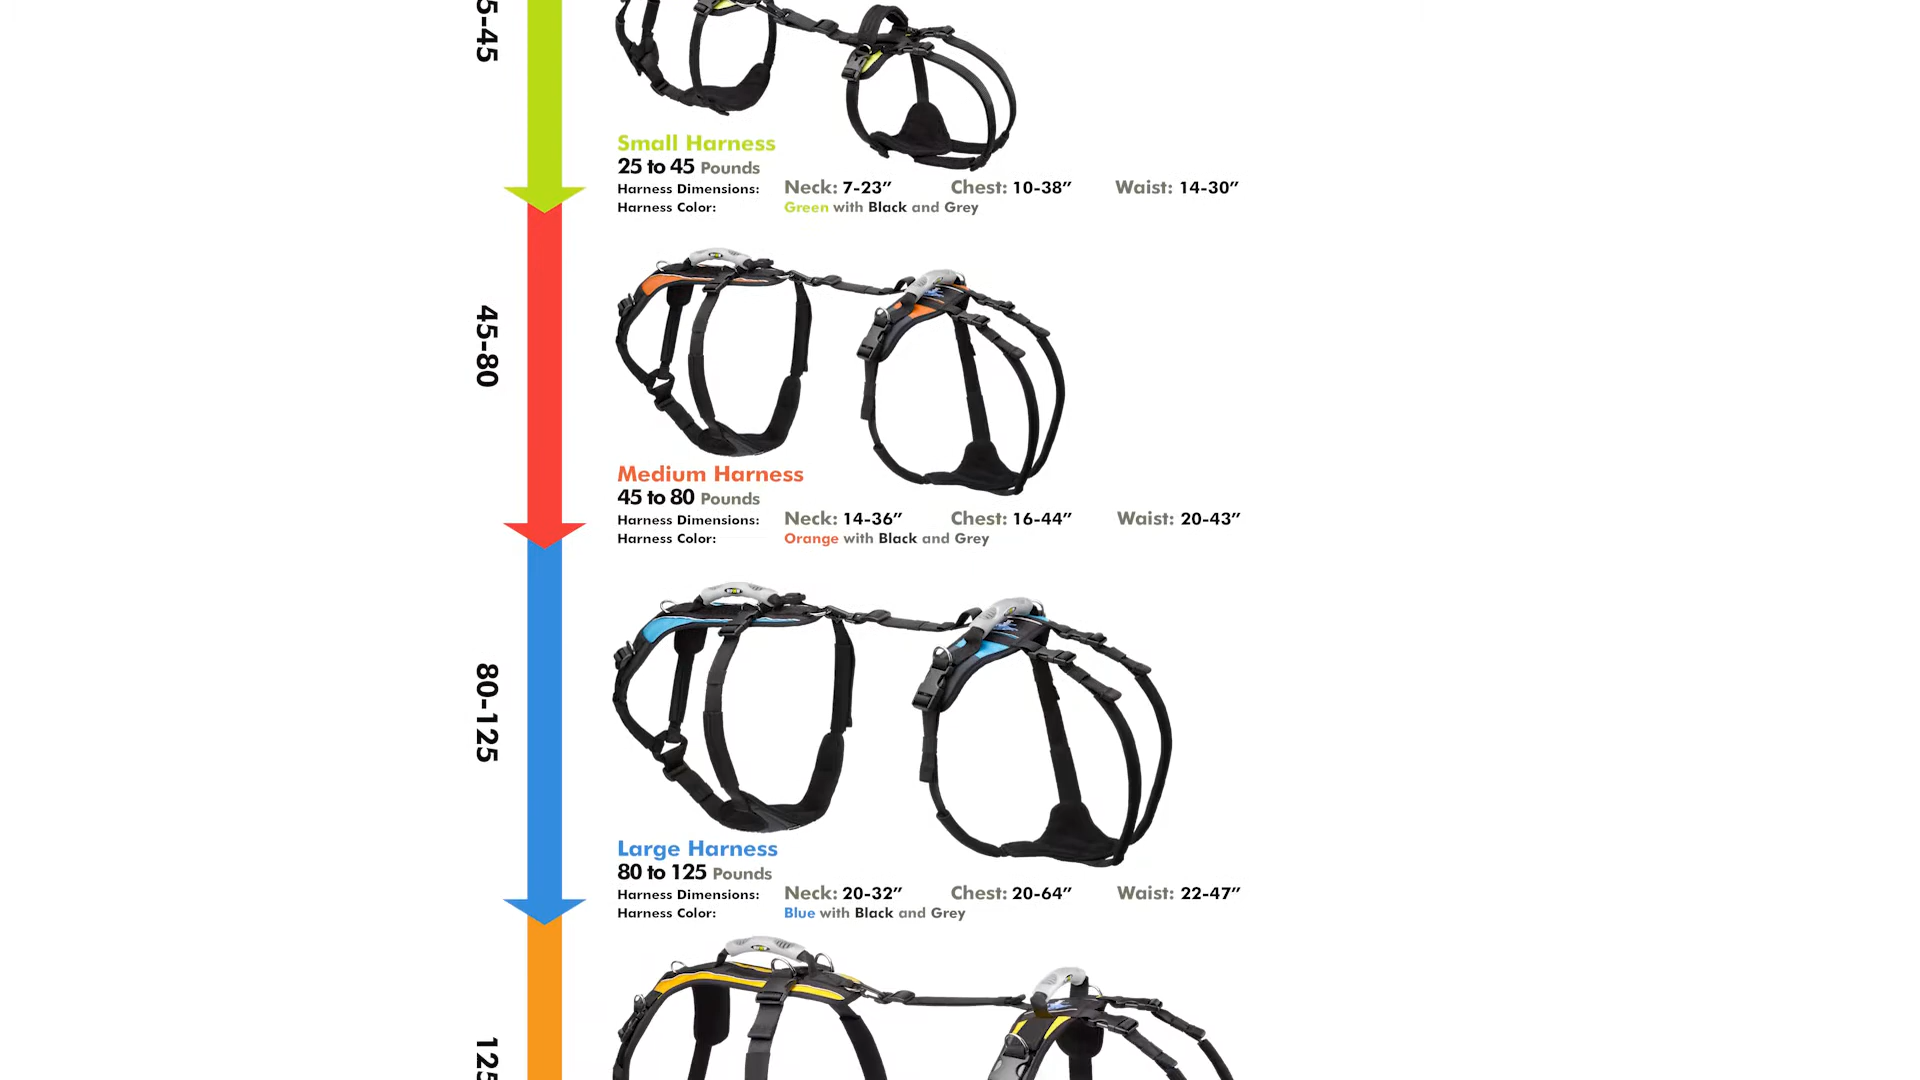 5-45
Small Harness
25 to 45 Pounds
Harness Dimensions: Neck: 7-23” Chest: 10-38” Waist: 14-30”
Harness Color: Green with Black and Grey
45-80
Medium Harness
45 to 80 Pounds
Harness Dimensions: Neck: 14-36” Chest: 16-44” Waist: 20-43”
Harness Color: Orange with Black and Grey
80-125
Large Harness
80 to 125 Pounds
Harness Dimensions: Neck: 20-32” Chest: 20-64” Waist: 22-47”
Harness Color: Blue with Black and Grey
125